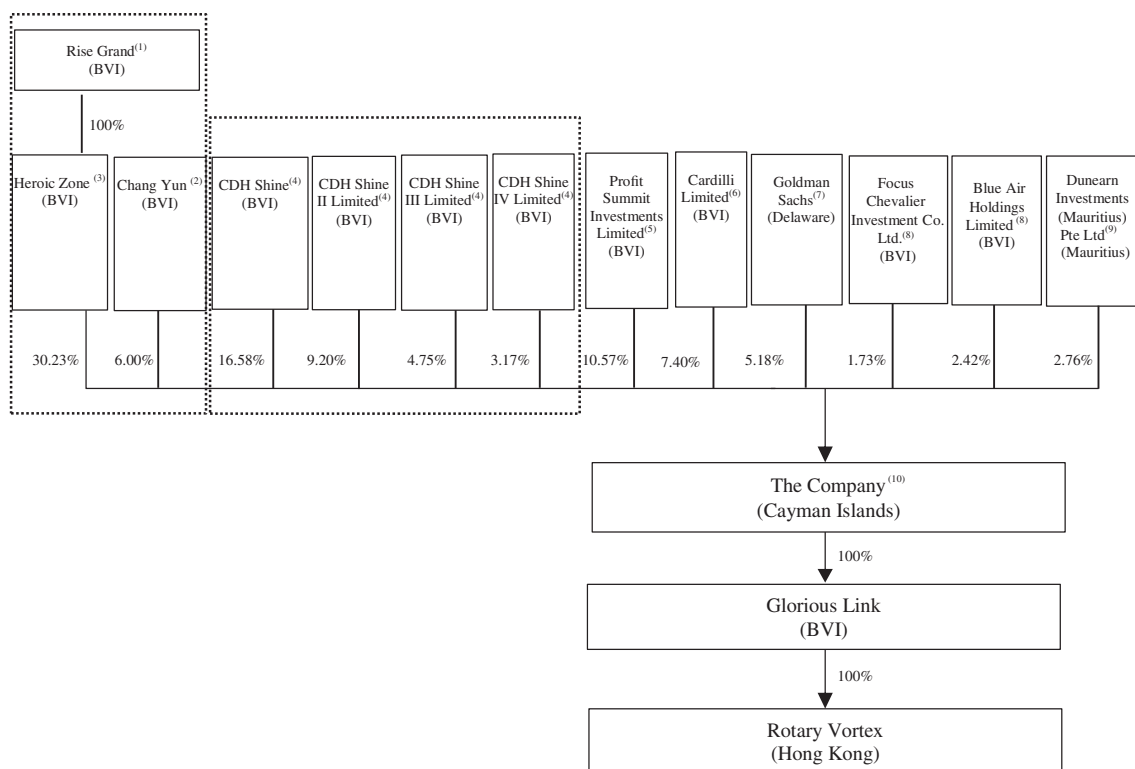 Rise Grand(1)
(BVI)
100%
Heroic Zone (3)
(BVI)
Chang Yun (2)
(BVI)
CDH Shine(4)
(BVI)
CDH Shine
II Limited(4)
(BVI)
CDH Shine
III Limited(4)
(BVI)
CDH Shine
IV Limited(4)
(BVI)
Profit
Summit
Investments
Limited(5)
(BVI)
Cardilli
Limited(6)
(BVI)
Goldman
Sachs(7)
(Delaware)
Focus
Chevalier
Investment Co.
Ltd.(8)
(BVI)
Blue Air
Holdings
Limited (8)
(BVI)
Dunearn
Investments
(Mauritius)
Pte Ltd(9)
(Mauritius)
30.23%
6.00%
16.58%
9.20%
4.75%
3.17%
10.57%
7.40%
5.18%
1.73%
2.42%
2.76%
The Company (10)
(Cayman Islands)
100%
Glorious Link
(BVI)
100%
Rotary Vortex
(Hong Kong)